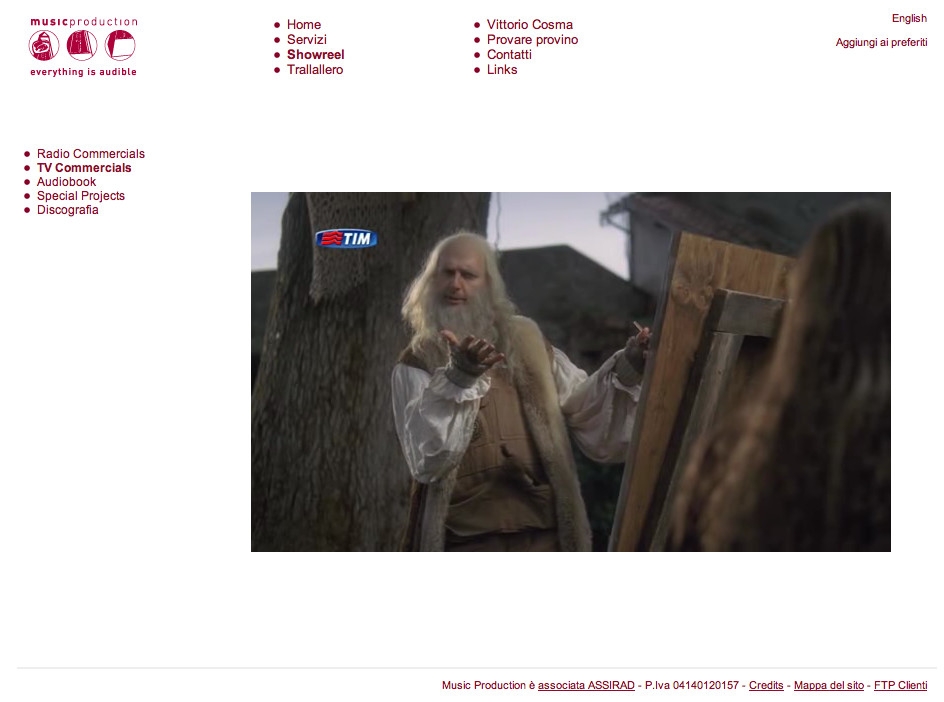 musicproduction
everything is audible
Home
Servizi
Showreel
Trallallero
Vittorio Cosma
Provare provino
Contatti
Links
English
Aggiungi ai preferiti
Radio Commercials
TV Commercials
Audiobook
Special Projects
Discografia
TIM
Music Production è associata ASSIRAD - P.Iva 04140120157 - Credits - Mappa del sito - FTP Clienti